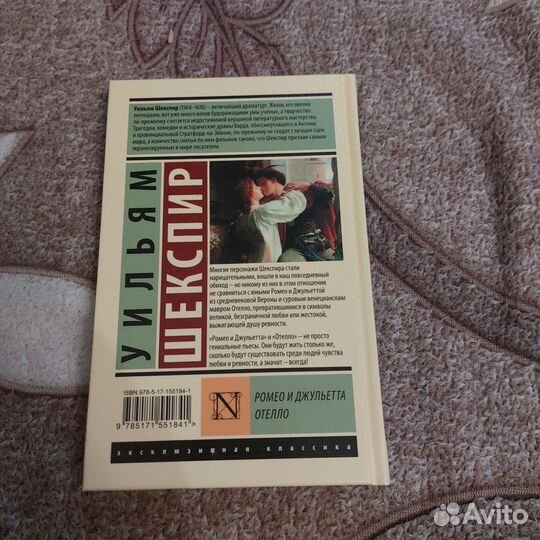 Уильям Шекспир (1564–1616) – величайший драматург. Жизнь его овеяна
легендами, вот уже много веков будоражащими умы ученых, а творчество
по-прежнему считается недостижимой вершиной литературного мастерства.
Трагедии, комедии и исторические драмы барда, обессмертившего и Англию,
и провинциальный Стратфорд-на-Эйвоне, по-прежнему не сходят с лучших сцен
мира, а количество снятых по ним фильмов таково, что Шекспир признан самым
экранизируемым в мире писателем.
УИЛЬЯМ
ШЕКСПИР
Многие персонажи Шекспира стали
нарицательными, вошли в наш повседневный
обиход – но никому из них в этом отношении
не сравниться с юными Ромео и Джульеттой
из средневековой Вероны и суровым венецианским
мавром Отелло, превратившимися в символы
великой, безграничной любви или жестокой,
выжигающей душу ревности.
«Ромео и Джульетта» и «Отелло» – не просто
гениальные пьесы. Они будут жить столько же,
сколько будут существовать среди людей чувства
любви и ревности, а значит – всегда!
ISBN 978-5-17-155184-1
9 785171 551841 >
N
РОМЕО И ДЖУЛЬЕТТА
ОТЕЛЛО
эксклюзивная классика
Avito